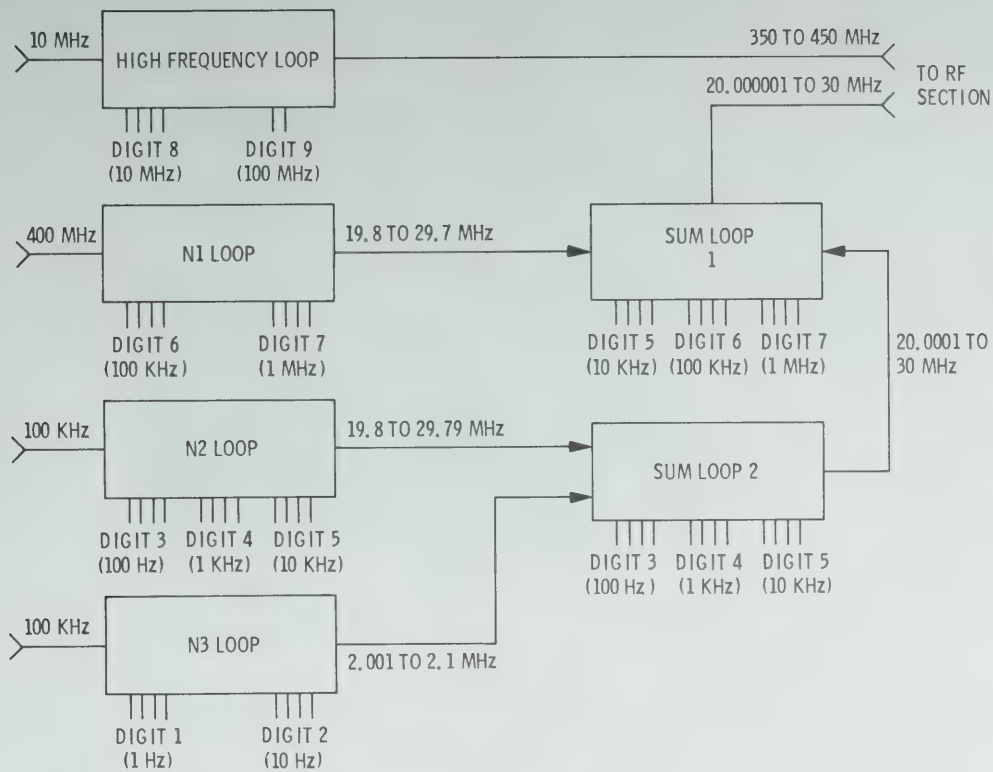 10 MHz
HIGH FREQUENCY LOOP
350 TO 450 MHz
20.000001 TO 30 MHz
TO RF
SECTION
DIGIT 8
(10 MHz)
DIGIT 9
(100 MHz)
400 MHz
N1 LOOP
19.8 TO 29.7 MHz
SUM LOOP
1
DIGIT 6
(100 KHz)
DIGIT 7
(1 MHz)
DIGIT 5
(10 KHz)
DIGIT 6
(100 KHz)
DIGIT 7
(1 MHz)
20.0001 TO
30 MHz
100 KHz
N2 LOOP
19.8 TO 29.79 MHz
SUM LOOP 2
DIGIT 3
(100 Hz)
DIGIT 4
(1 KHz)
DIGIT 5
(10 KHz)
DIGIT 3
(100 Hz)
DIGIT 4
(1 KHz)
DIGIT 5
(10 KHz)
100 KHz
N3 LOOP
2.001 TO 2.1 MHz
DIGIT 1
(1 Hz)
DIGIT 2
(10 Hz)